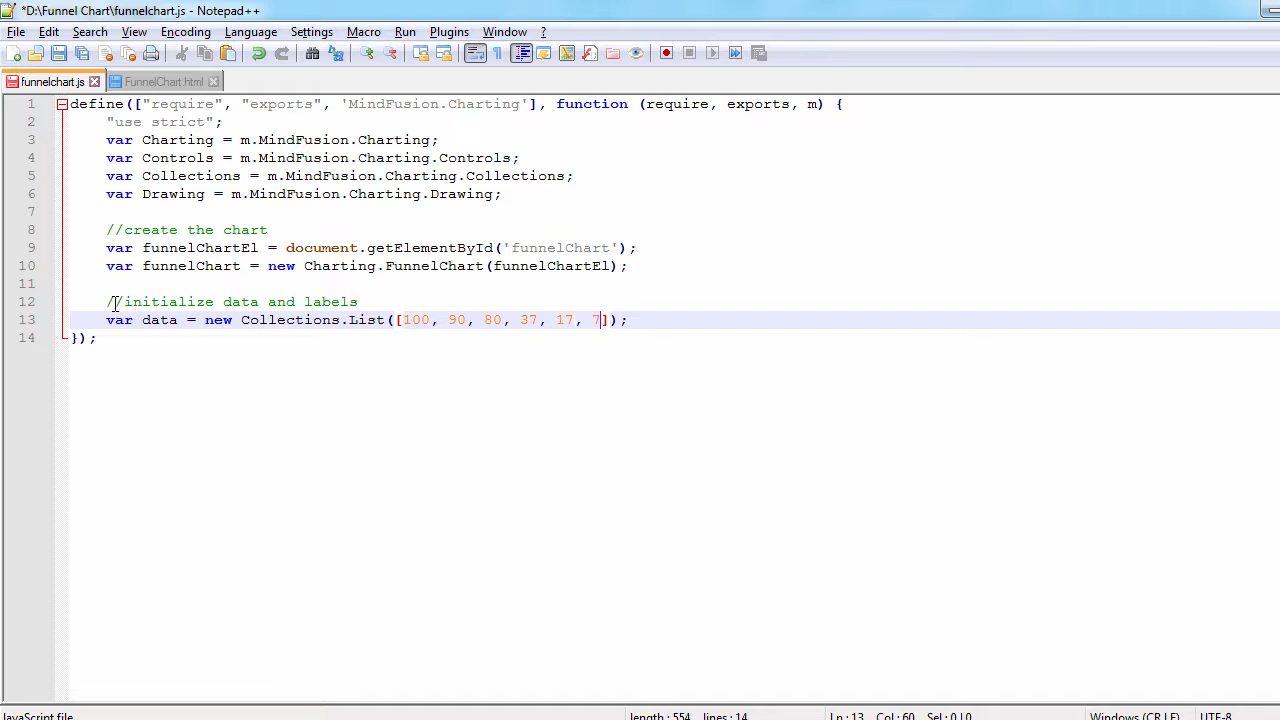 *D:\Funnel Chart\funnelchart.js - Notepad++
File Edit Search View Encoding Language Settings Macro Run Plugins Window ?
funnelchart.js FunnelChart.html
1 define(["require", "exports", 'MindFusion.Charting'], function (require, exports, m) {
2 "use strict";
3 var Charting = m.MindFusion.Charting;
4 var Controls = m.MindFusion.Charting.Controls;
5 var Collections = m.MindFusion.Charting.Collections;
6 var Drawing = m.MindFusion.Charting.Drawing;
7
8 //create the chart
9 var funnelChartEl = document.getElementById('funnelChart');
10 var funnelChart = new Charting.FunnelChart(funnelChartEl);
11
12 //initialize data and labels
13 var data = new Collections.List([100, 90, 80, 37, 17, 7]);
14 });
JavaScript file length : 554 lines : 14 Ln : 13 Col : 60 Sel : 0 | 0 Windows (CR LF) UTF-8